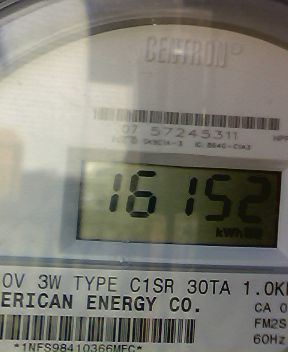 CENTRON®
07 57245311
16152
kWh
0V 3W TYPE C1SR 30TA 1.0K
ERICAN ENERGY CO.
CA 0
FM2S
60Hz
*1NFS98410366MFC*